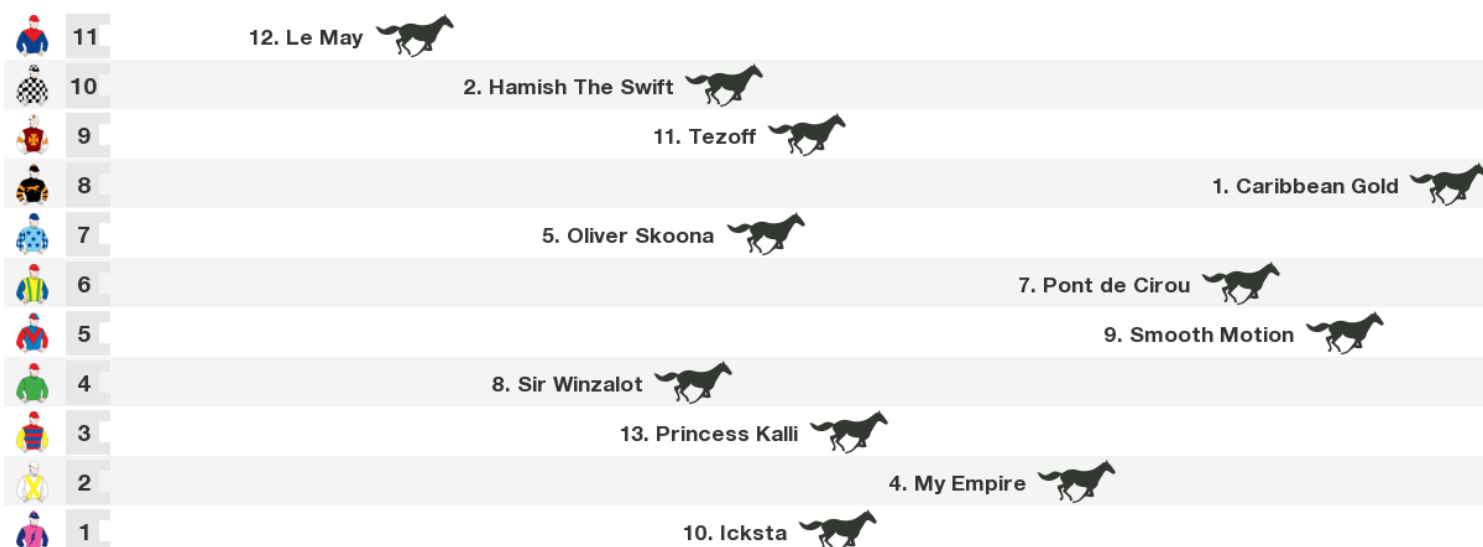 11 12. Le May
10 2. Hamish The Swift
9 11. Tezoff
8 1. Caribbean Gold
7 5. Oliver Skoona
6 7. Pont de Cirou
5 9. Smooth Motion
4 8. Sir Winzalot
3 13. Princess Kalli
2 4. My Empire
1 10. Icksta